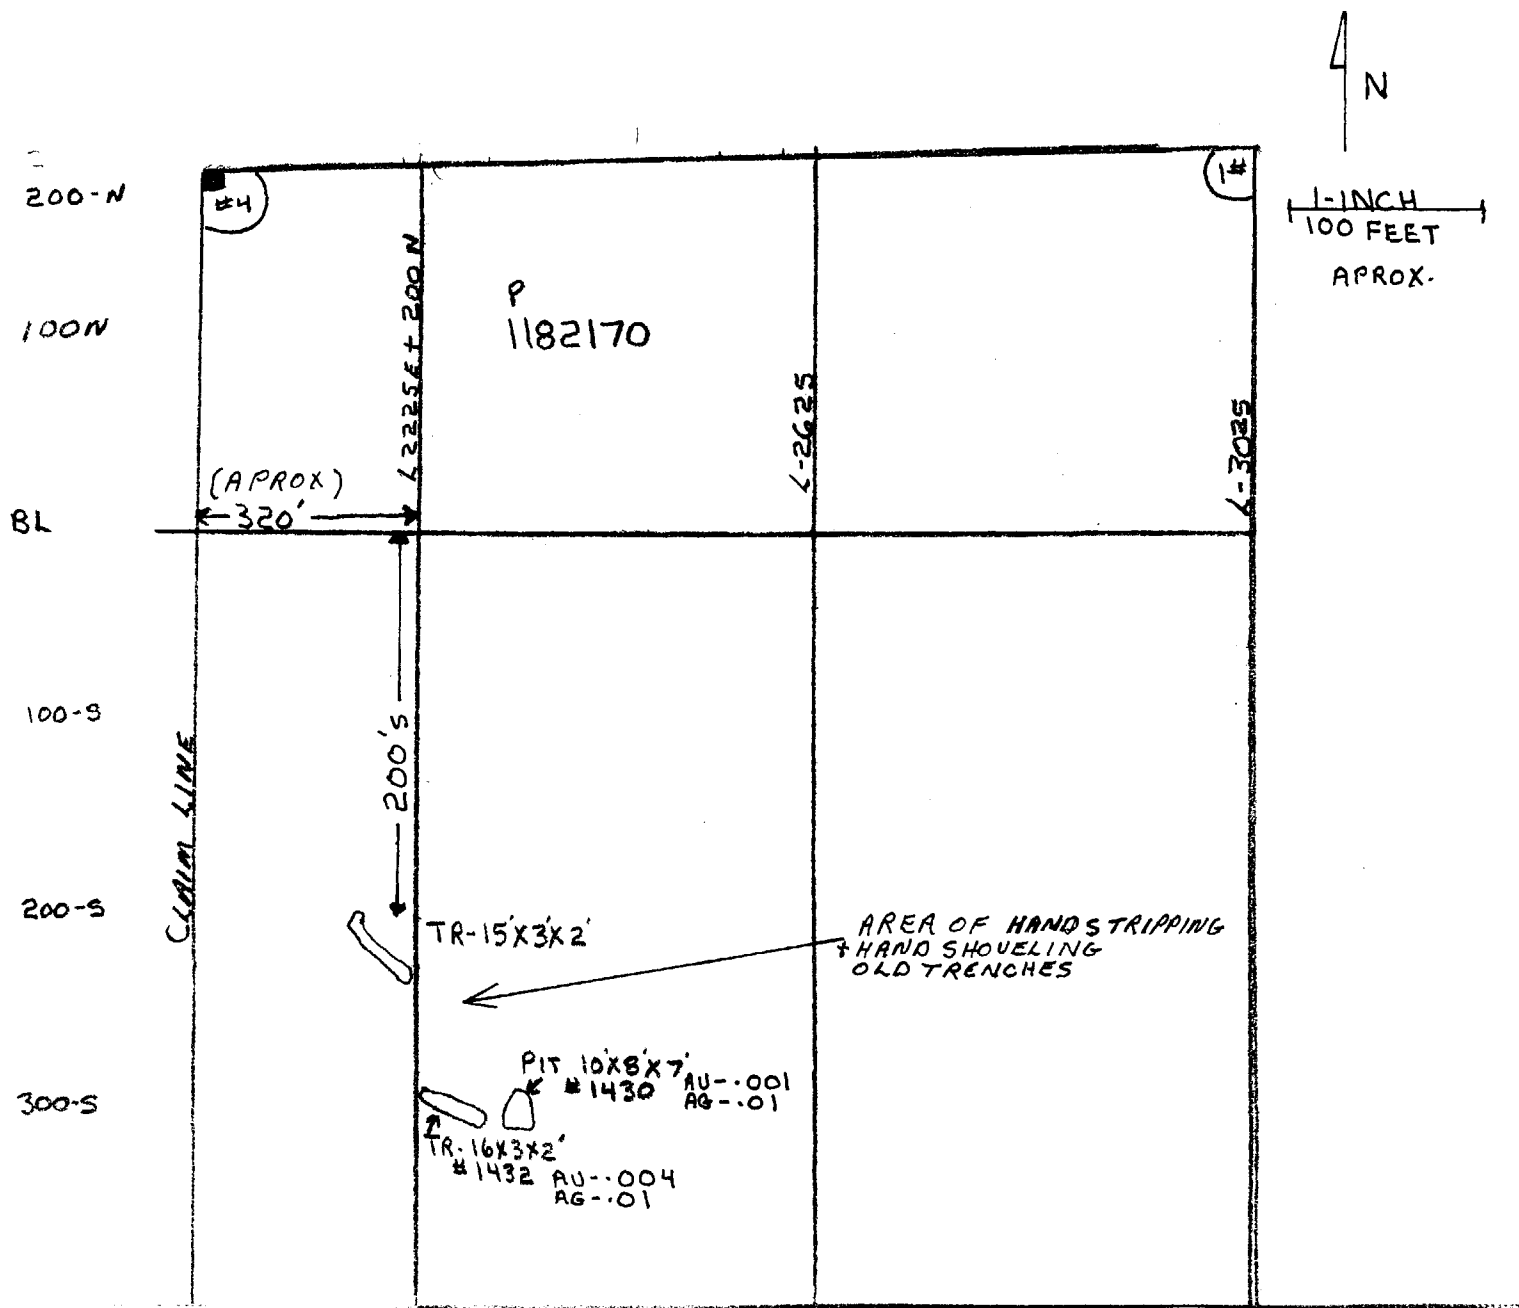 N
1-INCH
100 FEET
APROX.
200-N
#4
1#
L2225E+200N
P
1182170
100N
L-2625
L-3025
(APROX)
320'
BL
100-S
200's
CLAIM LINE
200-S
TR-15'X3'X2'
AREA OF HANDSTRIPPING
+HAND SHOVELING
OLD TRENCHES
PIT 10'X8'X7'
#1430 AU-.001
AG-.01
300-S
TR-16X3X2'
#1432 AU-.004
AG-.01